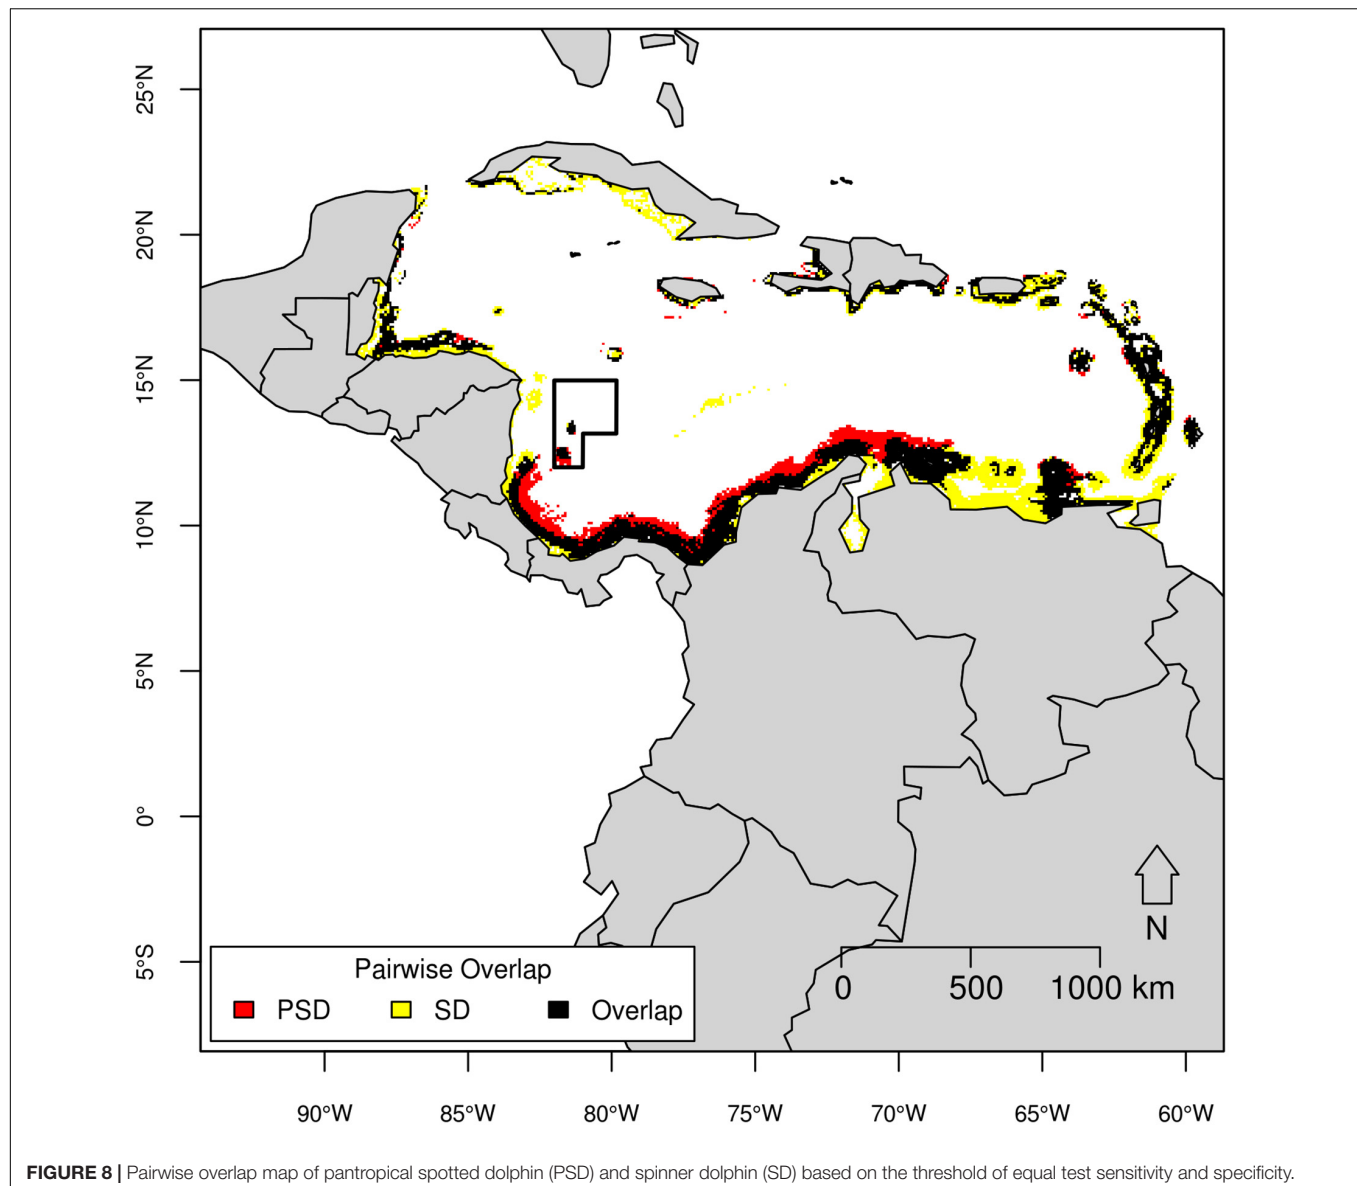 25°N
20°N
15°N
10°N
5°N
0°
5°S
N
0 500 1000 km
Pairwise Overlap
PSD SD Overlap
90°W 85°W 80°W 75°W 70°W 65°W 60°W
FIGURE 8 | Pairwise overlap map of pantropical spotted dolphin (PSD) and spinner dolphin (SD) based on the threshold of equal test sensitivity and specificity.